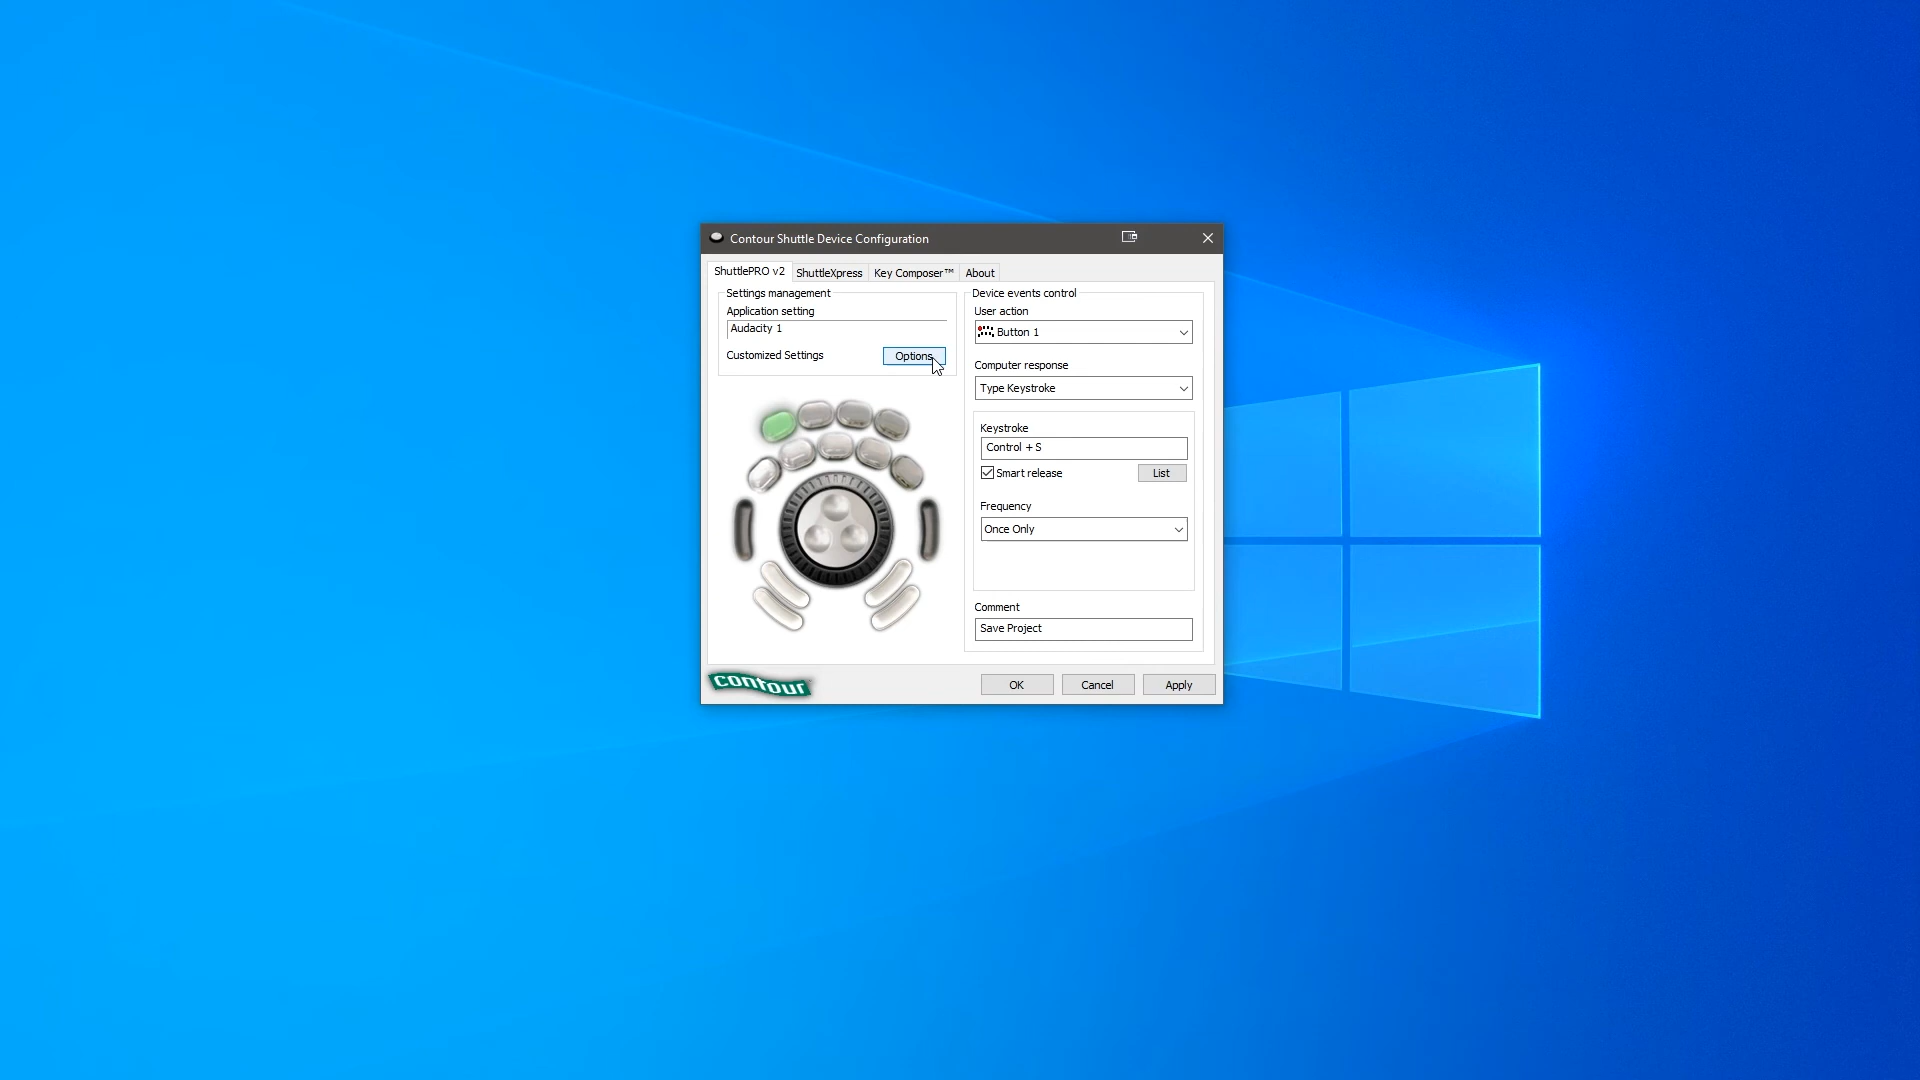 Contour Shuttle Device Configuration
ShuttlePRO v2 ShuttleXpress Key Composer™ About
Settings management
Application setting
Audacity 1
Customized Settings Options
Device events control
User action
Button 1
Computer response
Type Keystroke
Keystroke
Control + S
Smart release List
Frequency
Once Only
Comment
Save Project
contour
OK Cancel Apply